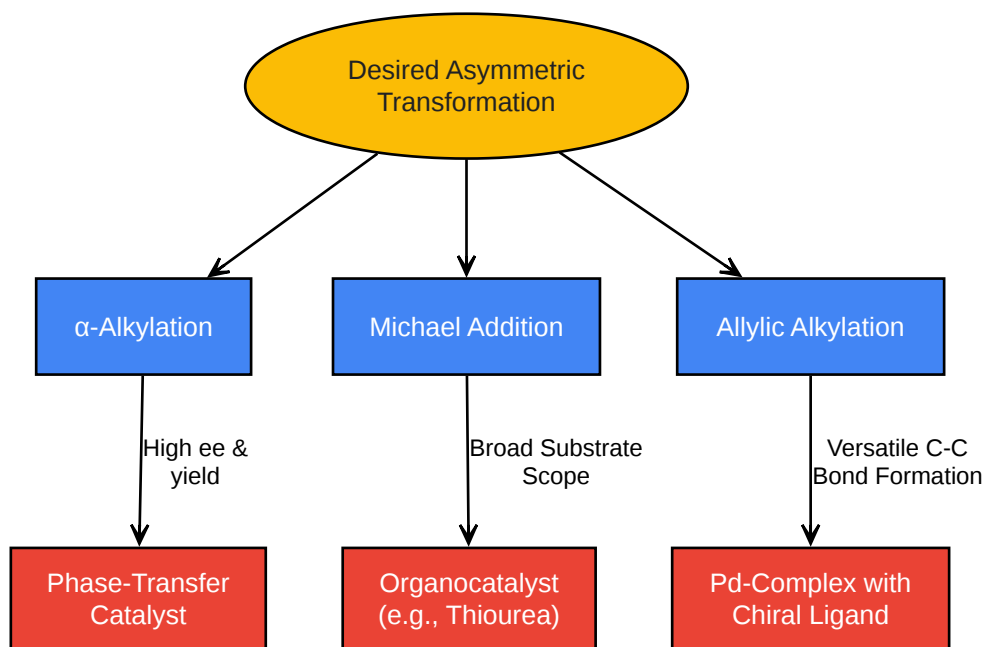 Desired Asymmetric
Transformation
α-Alkylation
Michael Addition
Allylic Alkylation
High ee &
yield
Broad Substrate
Scope
Versatile C-C
Bond Formation
Phase-Transfer
Catalyst
Organocatalyst
(e.g., Thiourea)
Pd-Complex with
Chiral Ligand